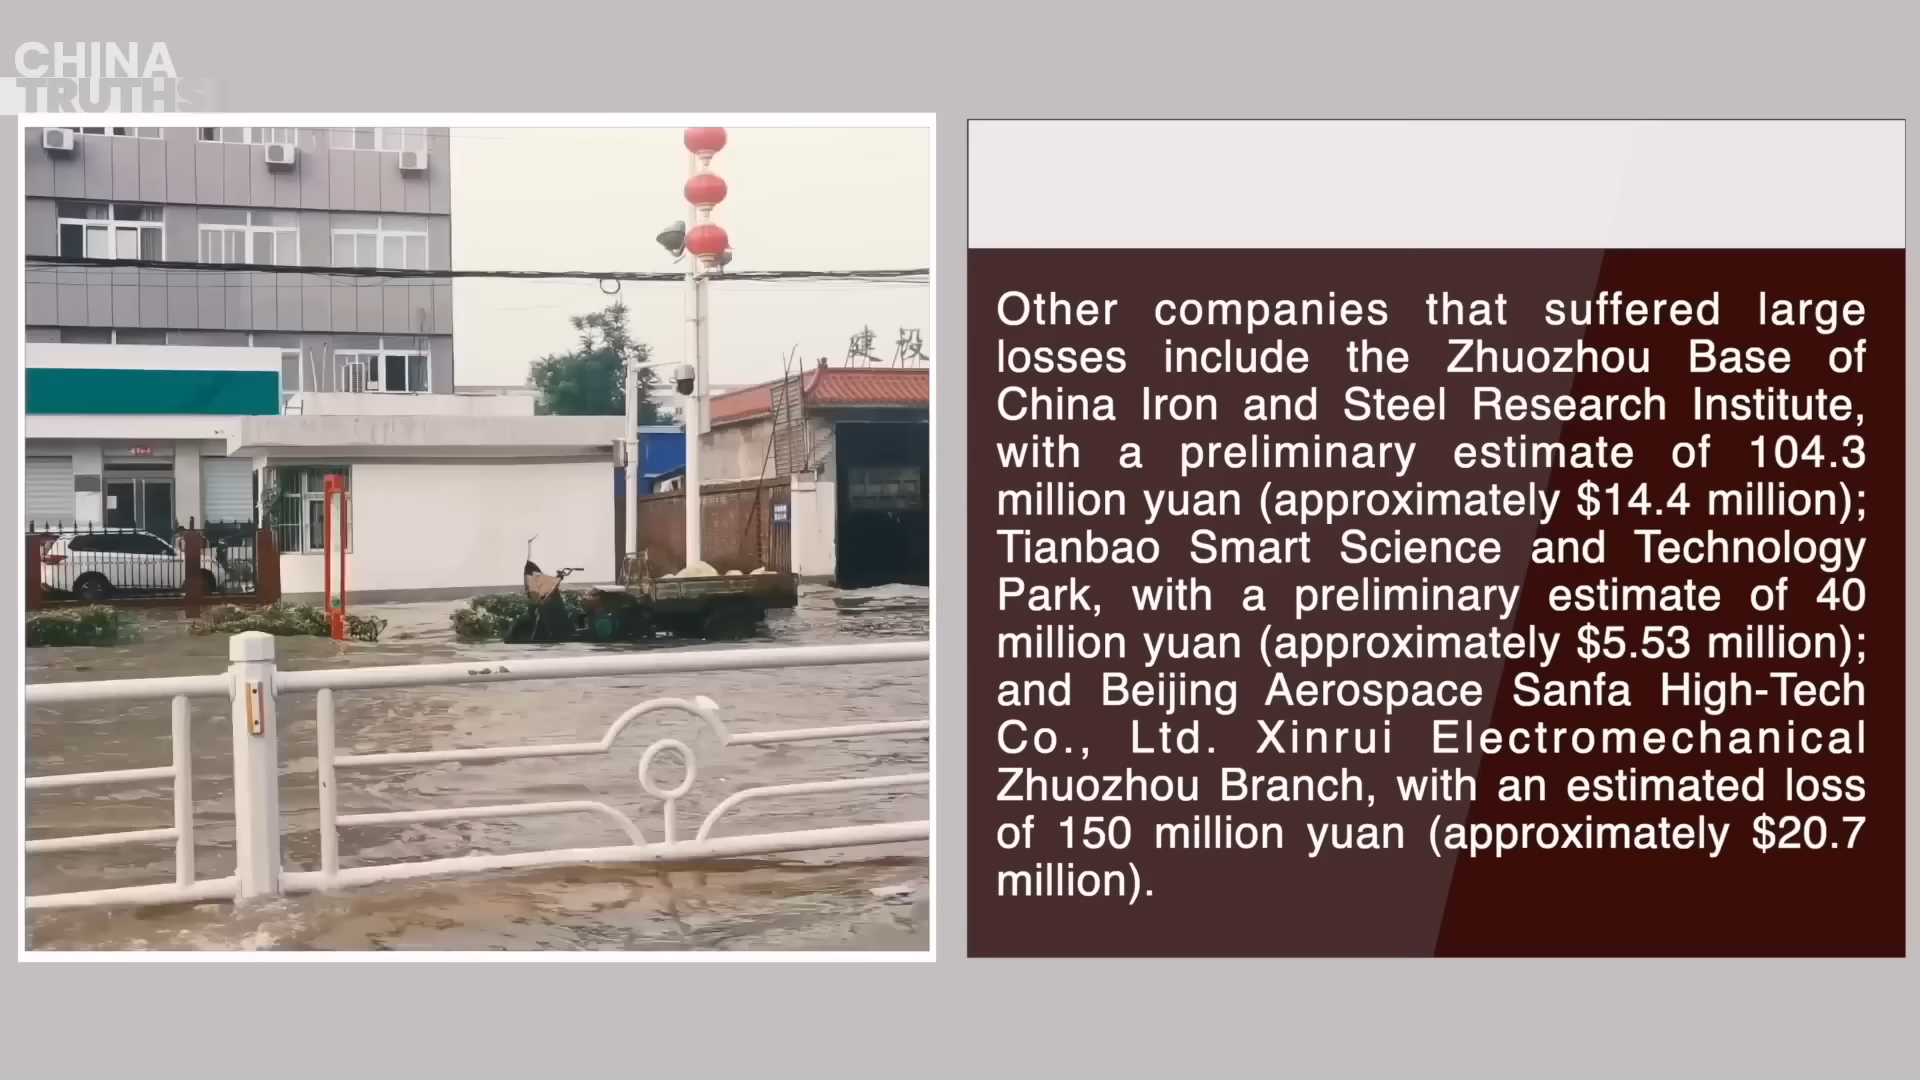 CHINA
TRUTHS
建设
Other companies that suffered large
losses include the Zhuozhou Base of
China Iron and Steel Research Institute,
with a preliminary estimate of 104.3
million yuan (approximately $14.4 million);
Tianbao Smart Science and Technology
Park, with a preliminary estimate of 40
million yuan (approximately $5.53 million);
and Beijing Aerospace Sanfa High-Tech
Co., Ltd. Xinrui Electromechanical
Zhuozhou Branch, with an estimated loss
of 150 million yuan (approximately $20.7
million).